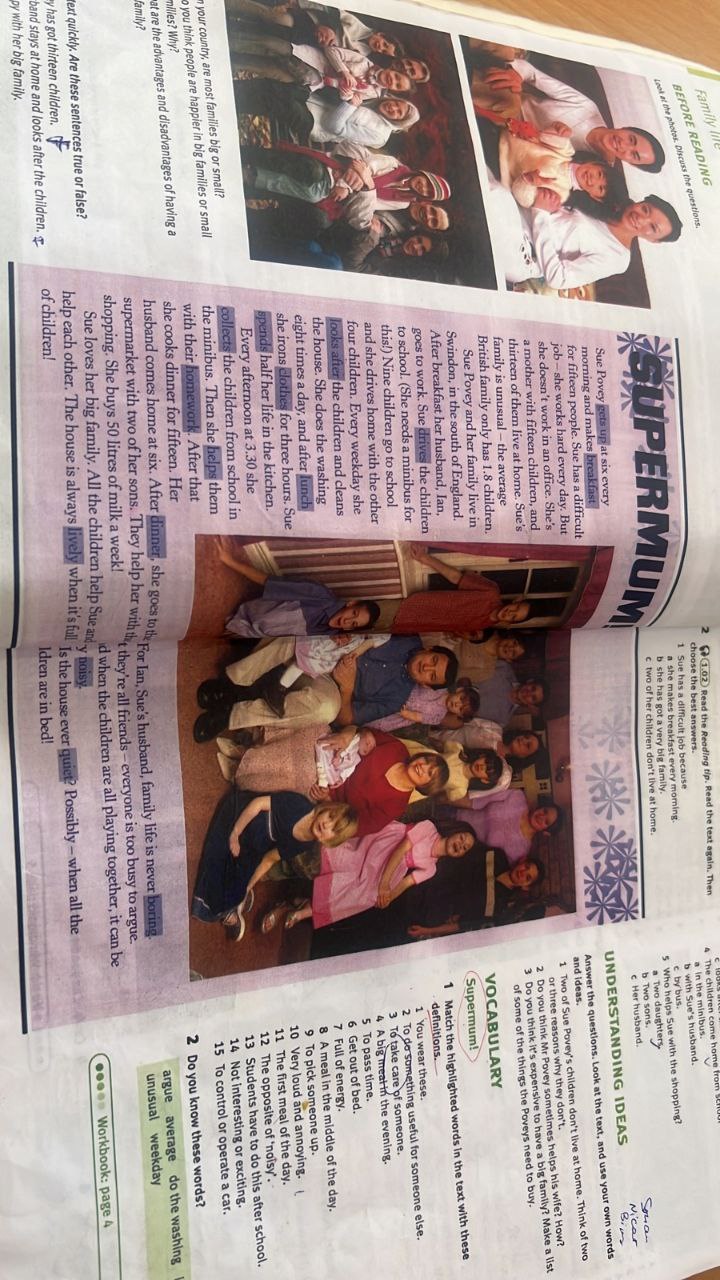 Family life
BEFORE READING
Look at the photos. Discuss the questions.
n your country, are most families big or small?
o you think people are happier in big families or small
milies? Why?
at are the advantages and disadvantages of having a
family?
text quickly. Are these sentences true or false?
ey has got thirteen children. F
band stays at home and looks after the children. F
py with her big family.
SUPERMUM!
Sue Povey gets up at six every
morning and makes breakfast
for fifteen people. Sue has a difficult
job – she works hard every day. But
she doesn't work in an office. She's
a mother with fifteen children, and
thirteen of them live at home. Sue's
family is unusual – the average
British family only has 1.8 children.
Sue Povey and her family live in
Swindon, in the south of England.
After breakfast her husband, Ian,
goes to work. Sue drives the children
to school. (She needs a minibus for
this!) Nine children go to school
and she drives home with the other
four children. Every weekday she
looks after the children and cleans
the house. She does the washing
eight times a day, and after lunch
she irons clothes for three hours. Sue
spends half her life in the kitchen.
Every afternoon at 3.30 she
collects the children from school in
the minibus. Then she helps them
with their homework. After that
she cooks dinner for fifteen. Her
husband comes home at six. After dinner, she goes to the
supermarket with two of her sons. They help her with th
shopping. She buys 50 litres of milk a week!
Sue loves her big family. All the children help Sue and
help each other. The house is always lively when it's full
of children!
For Ian, Sue's husband, family life is never boring.
t they're all friends – everyone is too busy to argue.
d when the children are all playing together, it can be
y noisy.
Is the house ever quiet? Possibly – when all the
ldren are in bed!
2 1.02 Read the Reading tip. Read the text again. Then
choose the best answers.
1 Sue has a difficult job because
a she makes breakfast every morning.
b she has got a very big family.
c two of her children don't live at home.
4 The children come home from school
a in the minibus.
b with Sue's husband.
c by bus.
5 Who helps Sue with the shopping?
a Two daughters.
b Two sons.
c Her husband.
UNDERSTANDING IDEAS
Answer the questions. Look at the text, and use your own words
and ideas.
1 Two of Sue Povey's children don't live at home. Think of two
or three reasons why they don't.
2 Do you think Mr Povey sometimes helps his wife? How?
3 Do you think it's expensive to have a big family? Make a list
of some of the things the Poveys need to buy.
VOCABULARY
Supermum!
1 Match the highlighted words in the text with these
definitions.
1 You wear these.
2 To do something useful for someone else.
3 To take care of someone.
4 A big meal in the evening.
5 To pass time.
6 Get out of bed.
7 Full of energy.
8 A meal in the middle of the day.
9 To pick someone up.
10 Very loud and annoying.
11 The first meal of the day.
12 The opposite of 'noisy'.
13 Students have to do this after school.
14 Not interesting or exciting.
15 To control or operate a car.
2 Do you know these words?
argue average do the washing
unusual weekday
Workbook: page 4